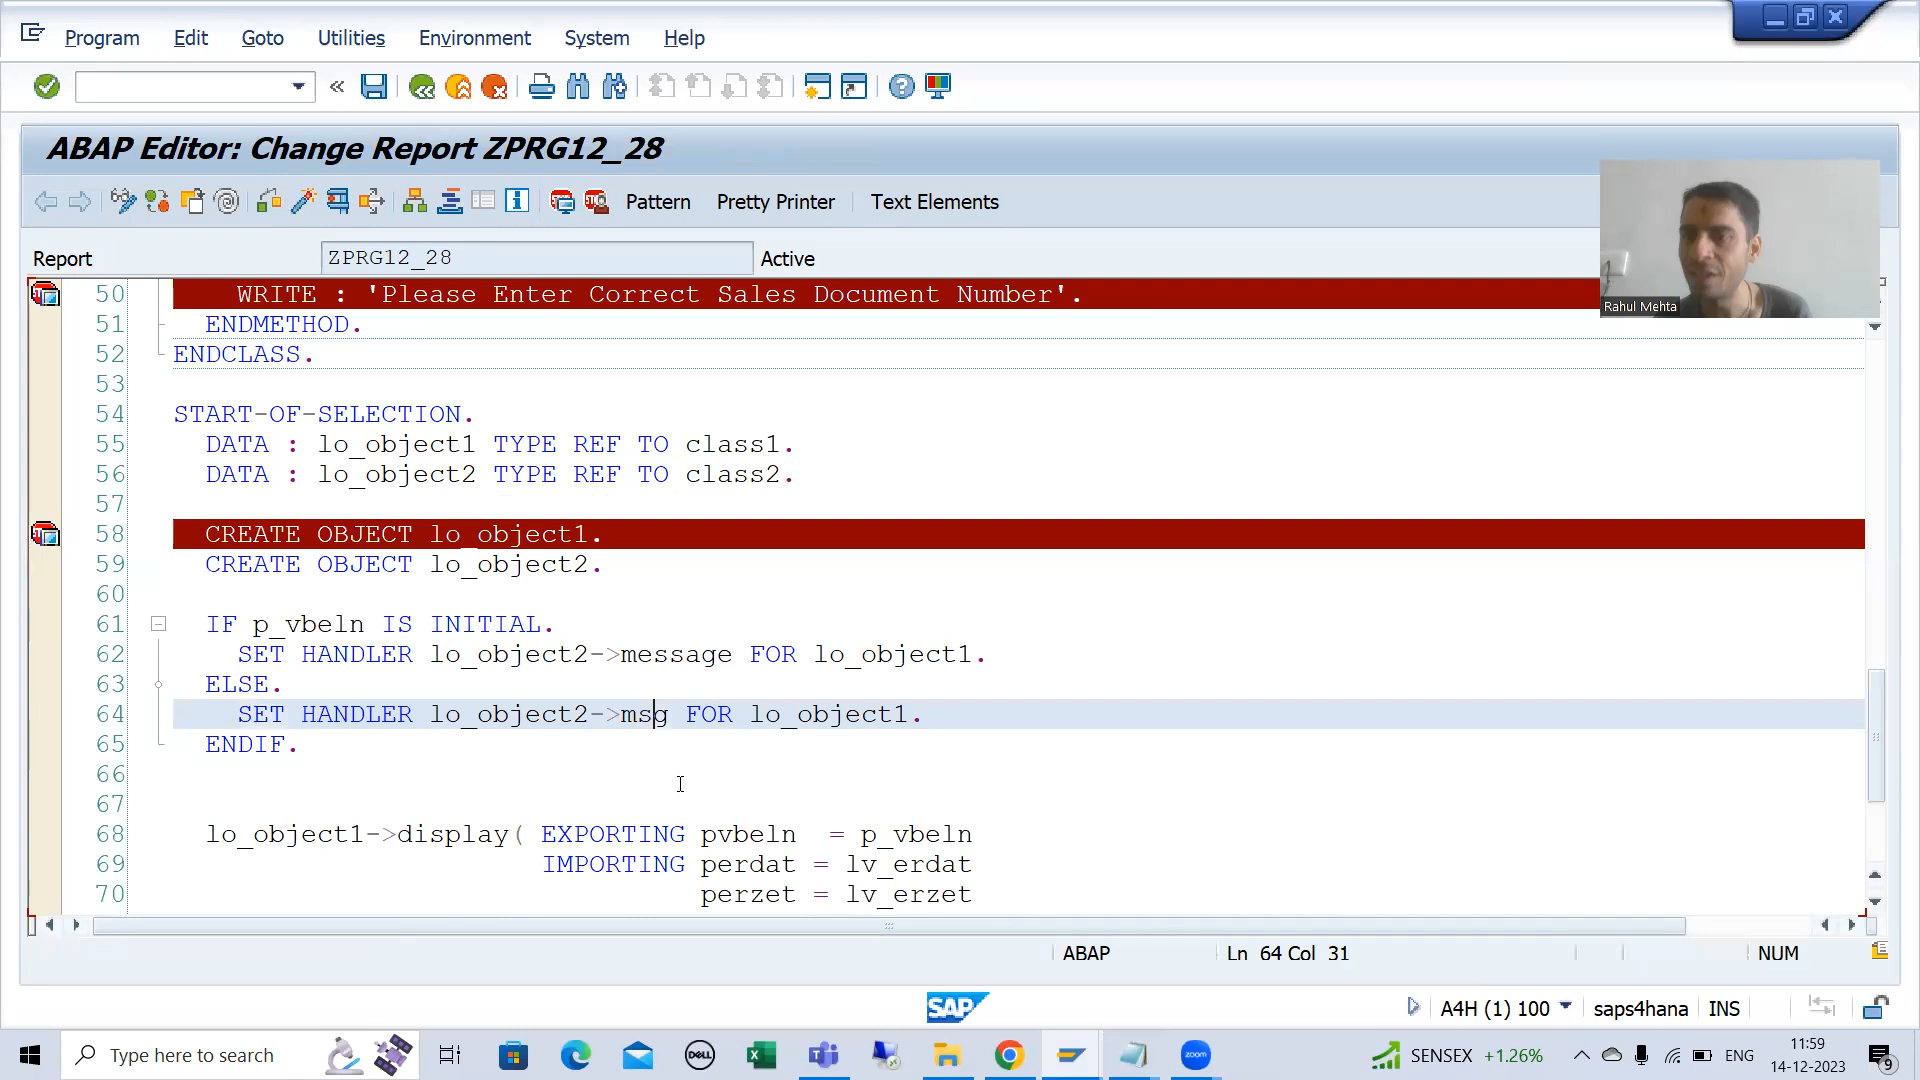 Program Edit Goto Utilities Environment System Help
ABAP Editor: Change Report ZPRG12_28
Pattern Pretty Printer Text Elements
Report ZPRG12_28 Active
Rahul Mehta
50 WRITE : 'Please Enter Correct Sales Document Number'.
51 ENDMETHOD.
52 ENDCLASS.
53
54 START-OF-SELECTION.
55 DATA : lo_object1 TYPE REF TO class1.
56 DATA : lo_object2 TYPE REF TO class2.
57
58 CREATE OBJECT lo_object1.
59 CREATE OBJECT lo_object2.
60
61 IF p_vbeln IS INITIAL.
62 SET HANDLER lo_object2->message FOR lo_object1.
63 ELSE.
64 SET HANDLER lo_object2->msg FOR lo_object1.
65 ENDIF.
66
67
68 lo_object1->display( EXPORTING pvbeln = p_vbeln
69 IMPORTING perdat = lv_erdat
70 perzet = lv_erzet
ABAP Ln 64 Col 31 NUM
SAP A4H (1) 100 saps4hana INS
Type here to search DELL zoom SENSEX +1.26% ENG 11:59
14-12-2023 9